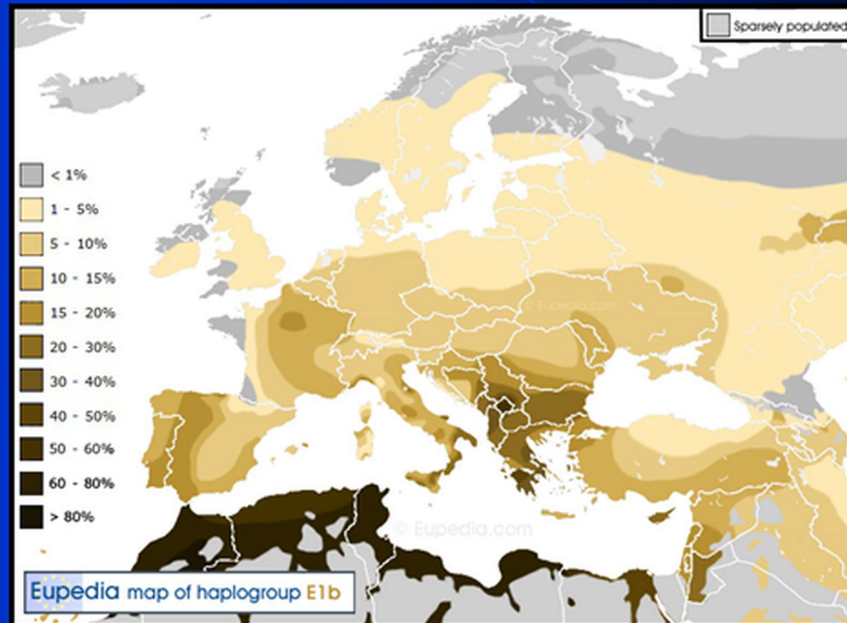 Sparsely populated
< 1%
1 - 5%
5 - 10%
10 - 15%
15 - 20%
20 - 30%
30 - 40%
40 - 50%
50 - 60%
60 - 80%
> 80%
© Eupedia.com
© Eupedia.com
Eupedia map of haplogroup E1b